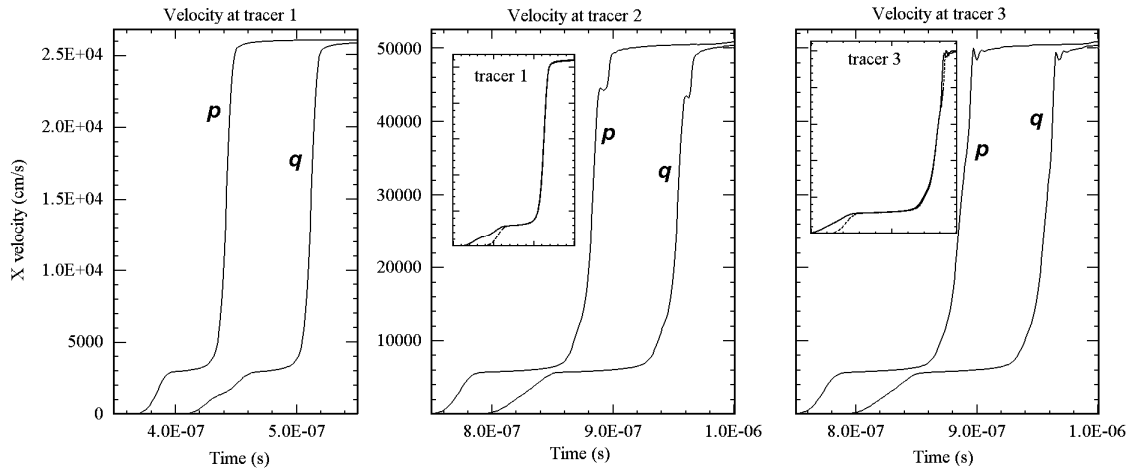 Velocity at tracer 1
Velocity at tracer 2
Velocity at tracer 3
X velocity (cm/s)
2.5E+04
2.0E+04
1.5E+04
1.0E+04
5000
0
p
q
4.0E-07
5.0E-07
Time (s)
50000
40000
30000
20000
10000
0
tracer 1
p
q
8.0E-07
9.0E-07
1.0E-06
Time (s)
tracer 3
p
q
8.0E-07
9.0E-07
1.0E-06
Time (s)